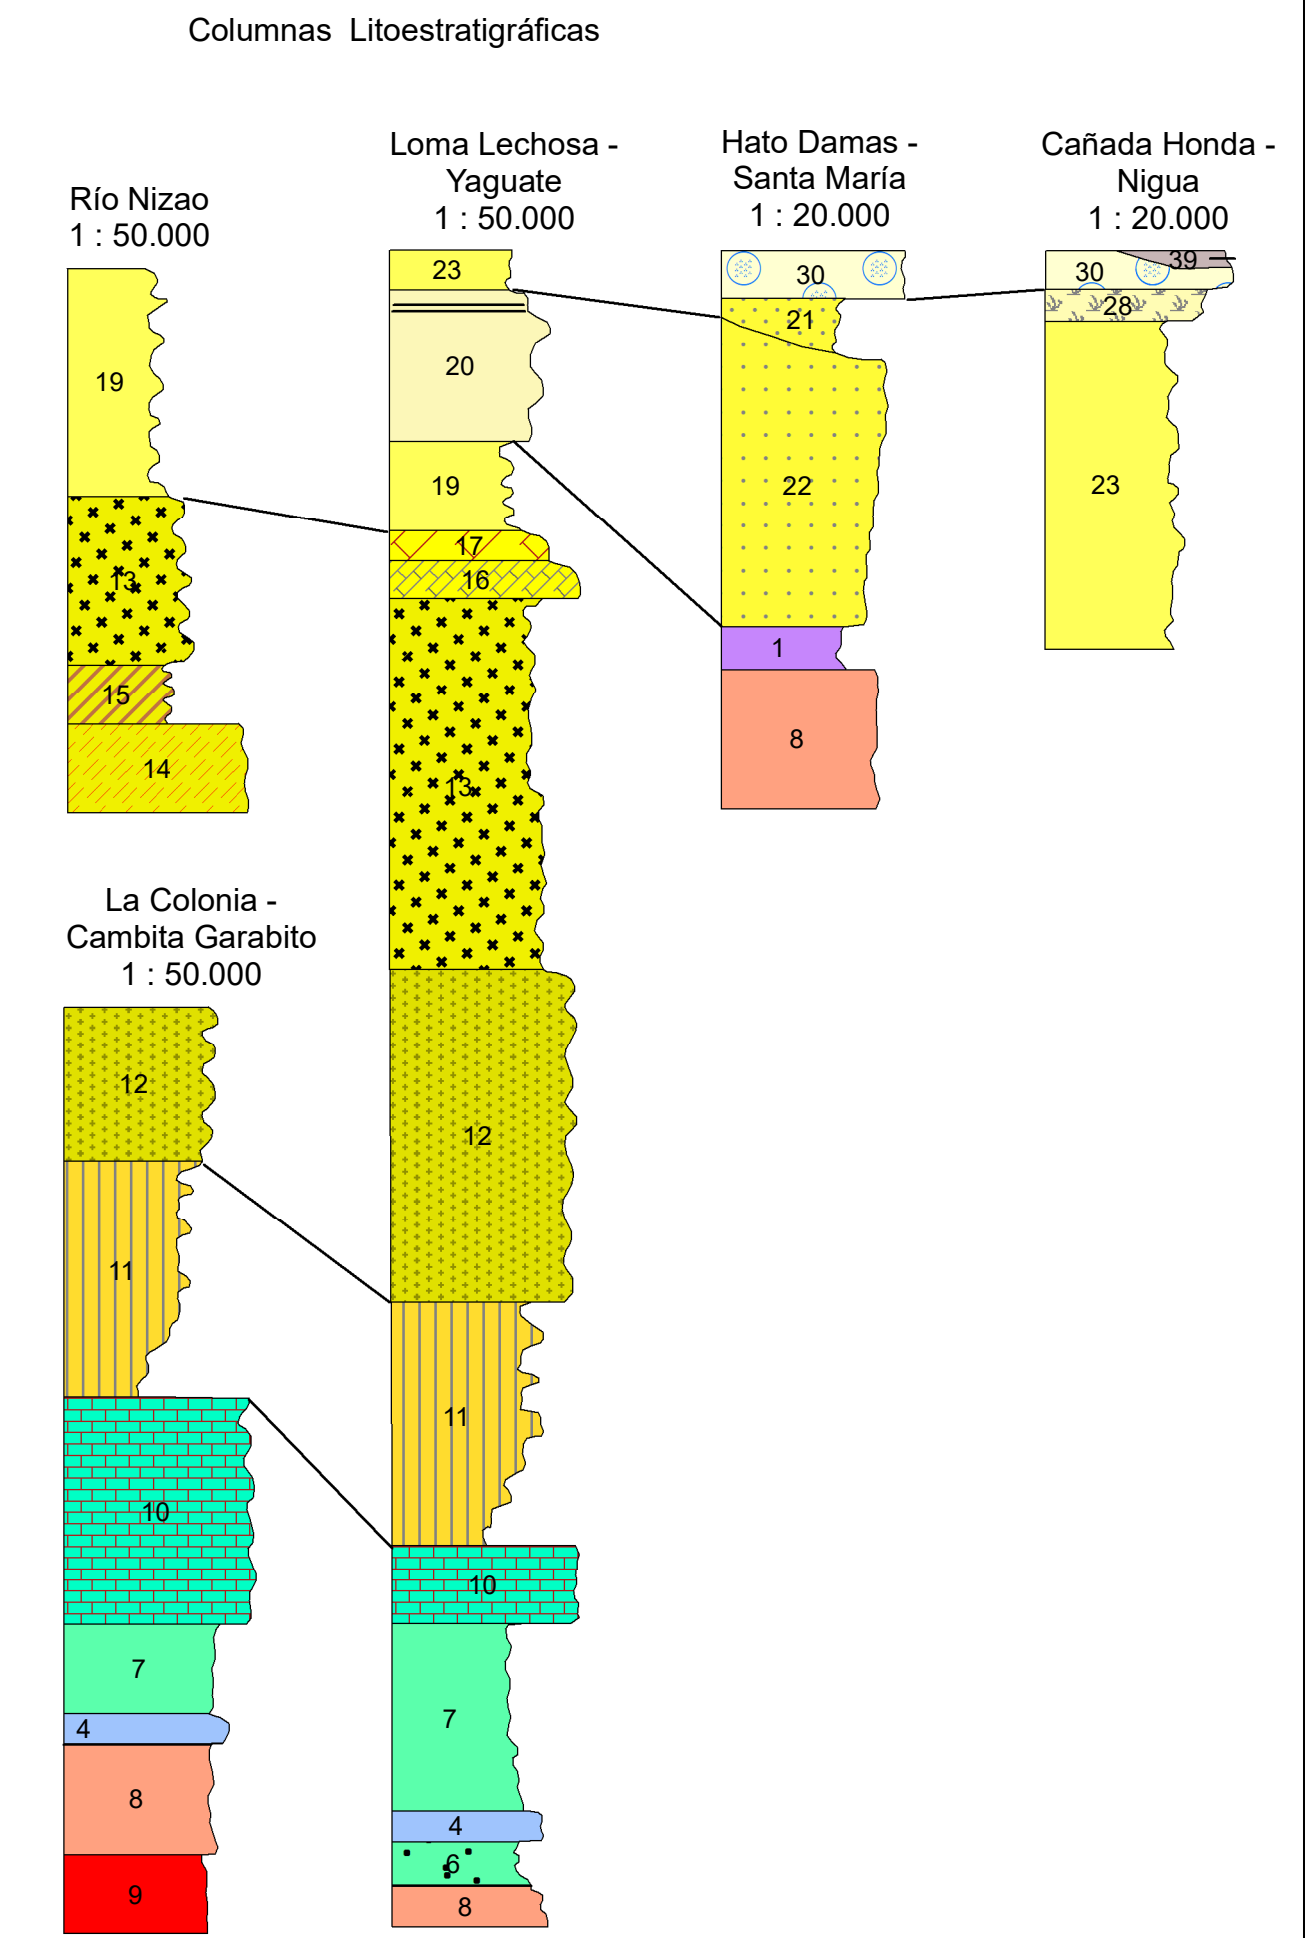 Columnas Litoestratigráficas
Río Nizao
1 : 50.000
19
13
15
14
La Colonia -
Cambita Garabito
1 : 50.000
12
11
10
7
4
8
9
Loma Lechosa -
Yaguate
1 : 50.000
23
20
19
17
16
13
12
11
10
7
4
6
8
Hato Damas -
Santa María
1 : 20.000
30
21
22
1
8
Cañada Honda -
Nigua
1 : 20.000
39
30
28
23